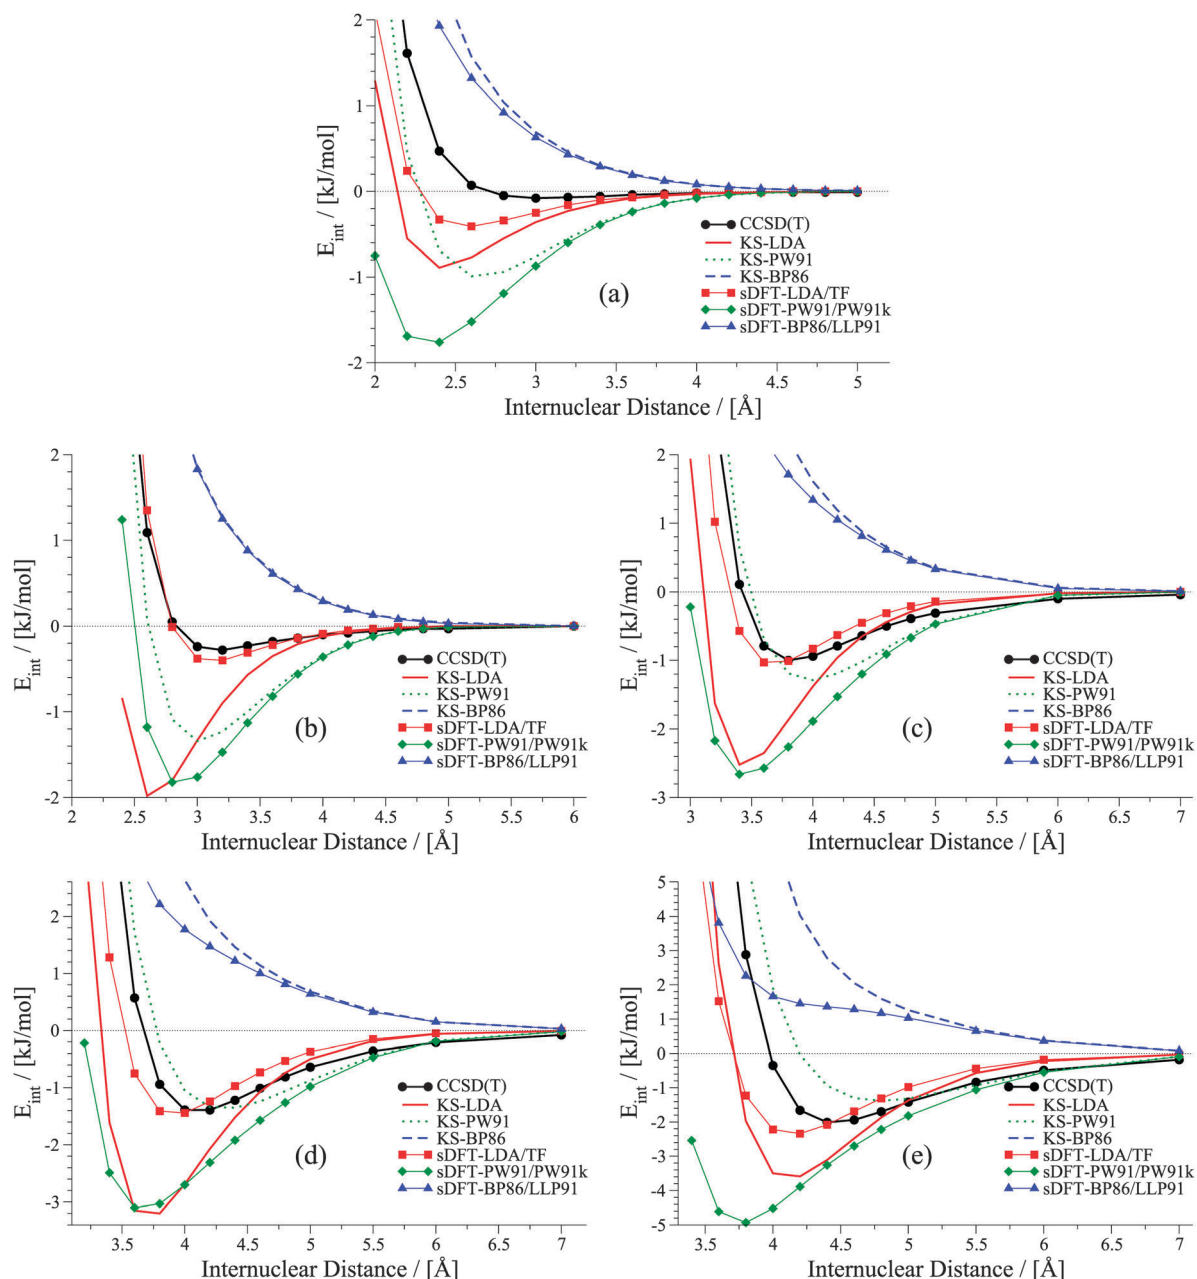 2
1
0
-1
-2
E_int / [kJ/mol]
CCSD(T)
KS-LDA
KS-PW91
KS-BP86
sDFT-LDA/TF
sDFT-PW91/PW91k
sDFT-BP86/LLP91
(a)
2 2.5 3 3.5 4 4.5 5
Internuclear Distance / [Å]
2
1
0
-1
-2
E_int / [kJ/mol]
CCSD(T)
KS-LDA
KS-PW91
KS-BP86
sDFT-LDA/TF
sDFT-PW91/PW91k
sDFT-BP86/LLP91
(b)
2 2.5 3 3.5 4 4.5 5 5.5 6
Internuclear Distance / [Å]
2
1
0
-1
-2
-3
E_int / [kJ/mol]
CCSD(T)
KS-LDA
KS-PW91
KS-BP86
sDFT-LDA/TF
sDFT-PW91/PW91k
sDFT-BP86/LLP91
(c)
3 3.5 4 4.5 5 5.5 6 6.5 7
Internuclear Distance / [Å]
2
1
0
-1
-2
-3
E_int / [kJ/mol]
CCSD(T)
KS-LDA
KS-PW91
KS-BP86
sDFT-LDA/TF
sDFT-PW91/PW91k
sDFT-BP86/LLP91
(d)
3.5 4 4.5 5 5.5 6 6.5 7
Internuclear Distance / [Å]
5
4
3
2
1
0
-1
-2
-3
-4
-5
E_int / [kJ/mol]
CCSD(T)
KS-LDA
KS-PW91
KS-BP86
sDFT-LDA/TF
sDFT-PW91/PW91k
sDFT-BP86/LLP91
(e)
3.5 4 4.5 5 5.5 6 6.5 7
Internuclear Distance / [Å]